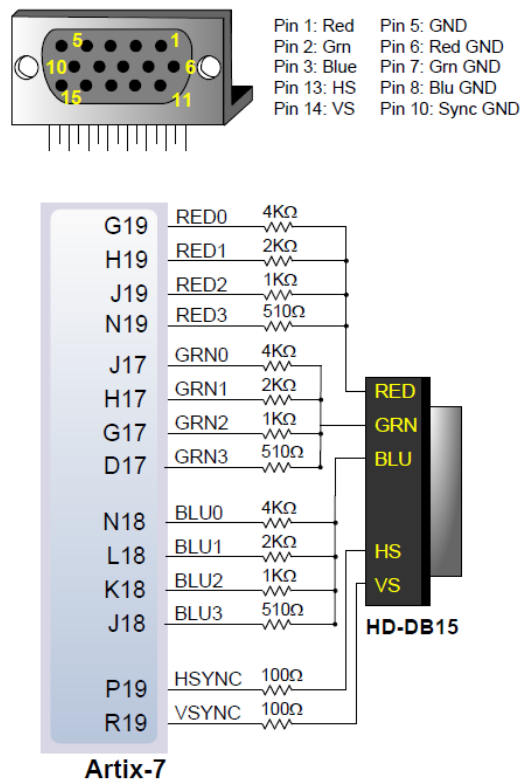 5 1
10 6
15 11
Pin 1: Red Pin 5: GND
Pin 2: Grn Pin 6: Red GND
Pin 3: Blue Pin 7: Grn GND
Pin 13: HS Pin 8: Blu GND
Pin 14: VS Pin 10: Sync GND
G19 RED0 4KΩ
H19 RED1 2KΩ
J19 RED2 1KΩ
N19 RED3 510Ω
J17 GRN0 4KΩ
H17 GRN1 2KΩ
G17 GRN2 1KΩ
D17 GRN3 510Ω
N18 BLU0 4KΩ
L18 BLU1 2KΩ
K18 BLU2 1KΩ
J18 BLU3 510Ω
P19 HSYNC 100Ω
R19 VSYNC 100Ω
RED
GRN
BLU
HS
VS
HD-DB15
Artix-7